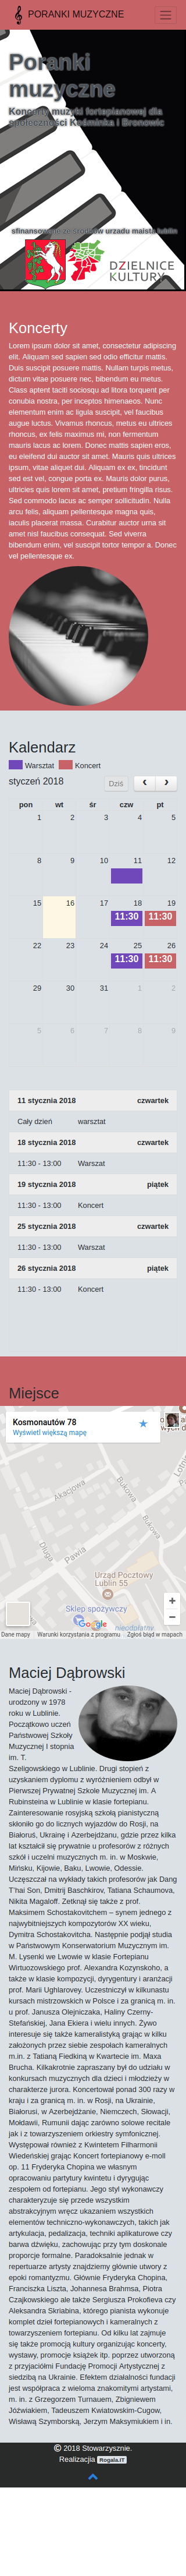 PORANKI MUZYCZNE
Poranki
muzyczne
Koncerty muzyki fortepianowej dla
społeczności Kośminka i Bronowic
sfinansowano ze środków urzadu maista lublin
DZIELNICE
KULTURY
Koncerty
Lorem ipsum dolor sit amet, consectetur adipiscing
elit. Aliquam sed sapien sed odio efficitur mattis.
Duis suscipit posuere mattis. Nullam turpis metus,
dictum vitae posuere nec, bibendum eu metus.
Class aptent taciti sociosqu ad litora torquent per
conubia nostra, per inceptos himenaeos. Nunc
elementum enim ac ligula suscipit, vel faucibus
augue luctus. Vivamus rhoncus, metus eu ultrices
rhoncus, ex felis maximus mi, non fermentum
mauris lacus ac lorem. Donec mattis sapien eros,
eu eleifend dui auctor sit amet. Mauris quis ultrices
ipsum, vitae aliquet dui. Aliquam ex ex, tincidunt
sed est vel, congue porta ex. Mauris dolor purus,
ultricies quis lorem sit amet, pretium fringilla risus.
Sed commodo lacus ac semper sollicitudin. Nulla
arcu felis, aliquam pellentesque magna quis,
iaculis placerat massa. Curabitur auctor urna sit
amet nisl faucibus consequat. Sed viverra
bibendum enim, vel suscipit tortor tempor a. Donec
vel pellentesque ex.
Kalendarz
Warsztat Koncert
styczeń 2018 Dziś
pon wt śr czw pt
1 2 3 4 5
8 9 10 11 12
15 16 17 18 19
11:30 11:30
22 23 24 25 26
11:30 11:30
29 30 31 1 2
5 6 7 8 9
11 stycznia 2018 czwartek
Cały dzień warsztat
18 stycznia 2018 czwartek
11:30 - 13:00 Warszat
19 stycznia 2018 piątek
11:30 - 13:00 Koncert
25 stycznia 2018 czwartek
11:30 - 13:00 Warszat
26 stycznia 2018 piątek
11:30 - 13:00 Koncert
Miejsce
Kosmonautów 78
Wyświetl większą mapę
Akacjowa
Bukowa
Bukowa
Długa
Pawia
Urząd Pocztowy
Lublin 55
Sklep spożywczy
Google
Dane mapy Warunki korzystania z programu Zgłoś błąd w mapach
Maciej Dąbrowski
Maciej Dąbrowski -
urodzony w 1978
roku w Lublinie.
Początkowo uczeń
Państwowej Szkoły
Muzycznej I stopnia
im. T.
Szeligowskiego w Lublinie. Drugi stopień z
uzyskaniem dyplomu z wyróżnieniem odbył w
Pierwszej Prywatnej Szkole Muzycznej im. A.
Rubinsteina w Lublinie w klasie fortepianu.
Zainteresowanie rosyjską szkołą pianistyczną
skłoniło go do licznych wyjazdów do Rosji, na
Białoruś, Ukrainę i Azerbejdżanu, gdzie przez kilka
lat kształcił się prywatnie u profesorów z różnych
szkół i uczelni muzycznych m. in. w Moskwie,
Mińsku, Kijowie, Baku, Lwowie, Odessie.
Uczęszczał na wykłady takich profesorów jak Dang
T'hai Son, Dmitrij Baschkirov, Tatiana Schaumova,
Nikita Magaloff. Zetknął się także z prof.
Maksimem Schostakovitchem – synem jednego z
najwybitniejszych kompozytorów XX wieku,
Dymitra Schostakovitcha. Następnie podjął studia
w Państwowym Konserwatorium Muzycznym im.
M. Lysenki we Lwowie w klasie Fortepianu
Wirtuozowskiego prof. Alexandra Kozynskoho, a
także w klasie kompozycji, dyrygentury i aranżacji
prof. Marii Ughlarovey. Uczestniczył w kilkunastu
kursach mistrzowskich w Polsce i za granicą m. in.
u prof. Janusza Olejniczaka, Haliny Czerny-
Stefańskiej, Jana Ekiera i wielu innych. Żywo
interesuje się także kameralistyką grając w kilku
założonych przez siebie zespołach kameralnych
m.in. z Tatianą Fiedkiną w Kwartecie im. Maxa
Brucha. Kilkakrotnie zapraszany był do udziału w
konkursach muzycznych dla dzieci i młodzieży w
charakterze jurora. Koncertował ponad 300 razy w
kraju i za granicą m. in. w Rosji, na Ukrainie,
Białorusi, w Azerbejdżanie, Niemczech, Słowacji,
Mołdawii, Rumunii dając zarówno solowe recitale
jak i z towarzyszeniem orkiestry symfonicznej.
Występował również z Kwintetem Filharmonii
Wiedeńskiej grając Koncert fortepianowy e-moll
op. 11 Fryderyka Chopina we własnym
opracowaniu partytury kwintetu i dyrygując
zespołem od fortepianu. Jego styl wykonawczy
charakteryzuje się przede wszystkim
abstrakcyjnym wręcz ukazaniem wszystkich
elementów techniczno-wykonawczych, takich jak
artykulacja, pedalizacja, techniki aplikaturowe czy
barwa dźwięku, zachowując przy tym doskonałe
proporcje formalne. Paradoksalnie jednak w
repertuarze artysty znajdziemy głównie utwory z
epoki romantyzmu. Głównie Fryderyka Chopina,
Franciszka Liszta, Johannesa Brahmsa, Piotra
Czajkowskiego ale także Sergiusza Prokofieva czy
Aleksandra Skriabina, którego pianista wykonuje
komplet dzieł fortepianowych i kameralnych z
towarzyszeniem fortepianu. Od kilku lat zajmuje
się także promocją kultury organizując koncerty,
wystawy, promocje książek itp. poprzez utworzoną
z przyjaciółmi Fundację Promocji Artystycznej z
siedzibą na Ukrainie. Efektem działalności fundacji
jest współpraca z wieloma znakomitymi artystami,
m. in. z Grzegorzem Turnauem, Zbigniewem
Jóźwiakiem, Tadeuszem Kwiatowskim-Cugow,
Wisławą Szymborską, Jerzym Maksymiukiem i in.
© 2018 Stowarzysznie.
Realizacjia Rogala.IT